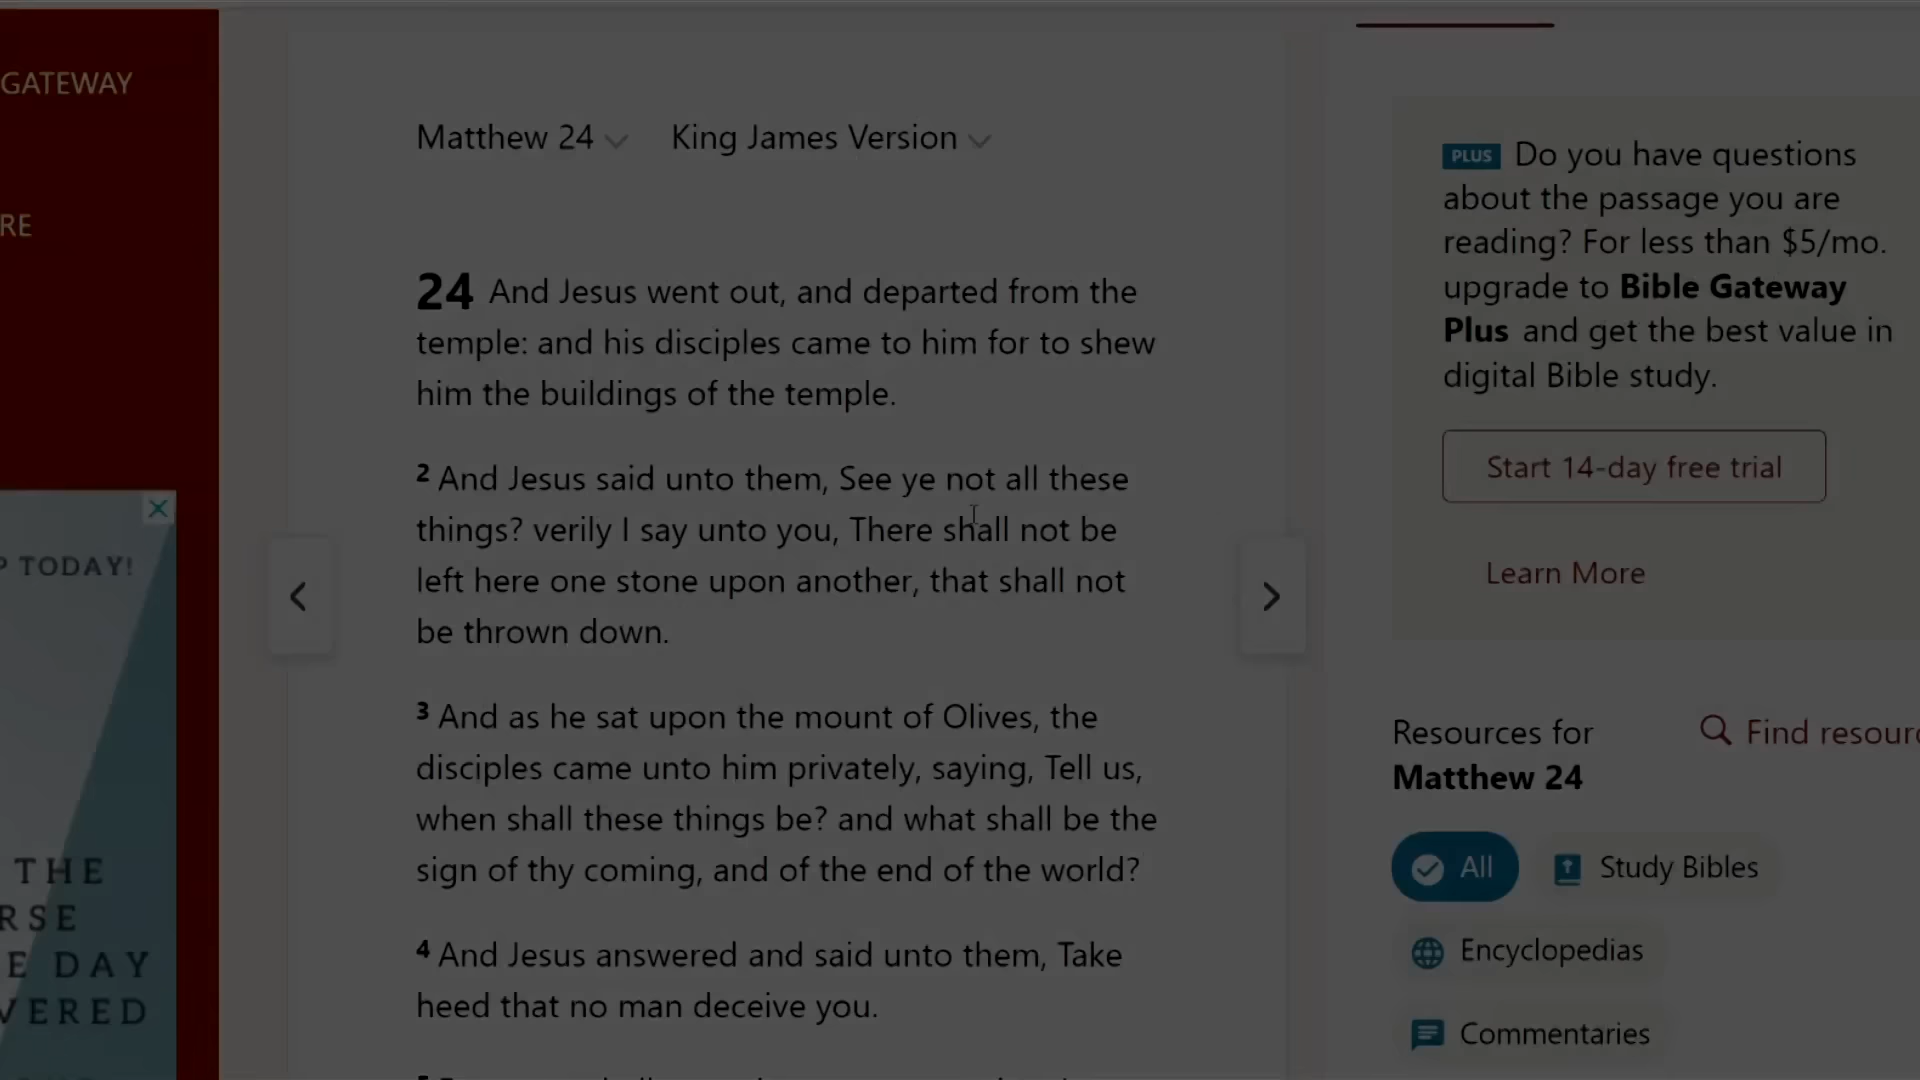 GATEWAY
RE
P TODAY!
THE
RSE
E DAY
VERED
Matthew 24 King James Version
24 And Jesus went out, and departed from the
temple: and his disciples came to him for to shew
him the buildings of the temple.
2 And Jesus said unto them, See ye not all these
things? verily I say unto you, There shall not be
left here one stone upon another, that shall not
be thrown down.
3 And as he sat upon the mount of Olives, the
disciples came unto him privately, saying, Tell us,
when shall these things be? and what shall be the
sign of thy coming, and of the end of the world?
4 And Jesus answered and said unto them, Take
heed that no man deceive you.
PLUS Do you have questions
about the passage you are
reading? For less than $5/mo.
upgrade to Bible Gateway
Plus and get the best value in
digital Bible study.
Start 14-day free trial
Learn More
Resources for
Matthew 24
Find resourc
All
Study Bibles
Encyclopedias
Commentaries